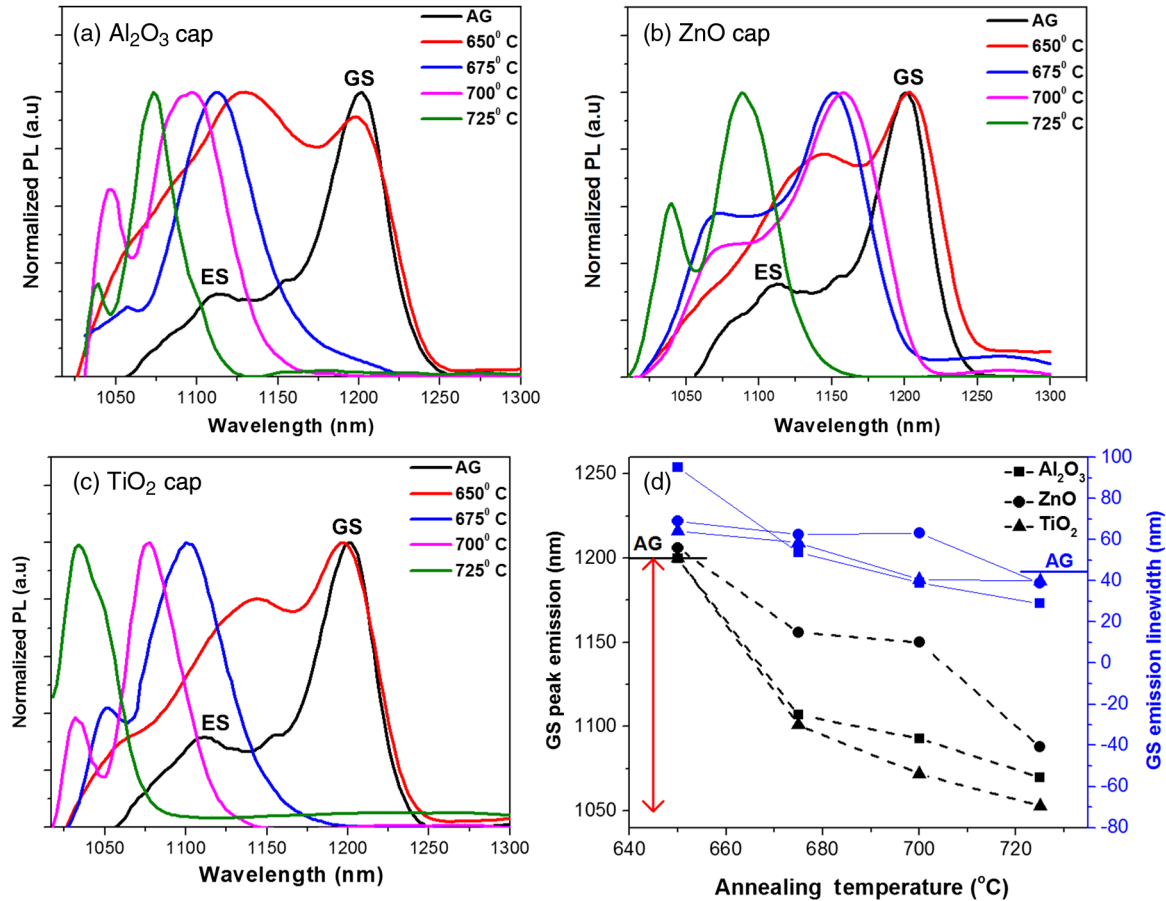 (a) Al₂O₃ cap
AG
650⁰ C
675⁰ C
700⁰ C
725⁰ C
GS
ES
Normalized PL (a.u)
1050 1100 1150 1200 1250 1300
Wavelength (nm)
(b) ZnO cap
AG
650⁰ C
675⁰ C
700⁰ C
725⁰ C
GS
ES
Normalized PL (a.u)
1050 1100 1150 1200 1250 1300
Wavelength (nm)
(c) TiO₂ cap
AG
650⁰ C
675⁰ C
700⁰ C
725⁰ C
GS
ES
Normalized PL (a.u)
1050 1100 1150 1200 1250 1300
Wavelength (nm)
(d)
Al₂O₃
ZnO
TiO₂
AG
AG
GS peak emission (nm)
1250
1200
1150
1100
1050
GS emission linewidth (nm)
100
80
60
40
20
0
-20
-40
-60
-80
640 660 680 700 720
Annealing temperature (°C)